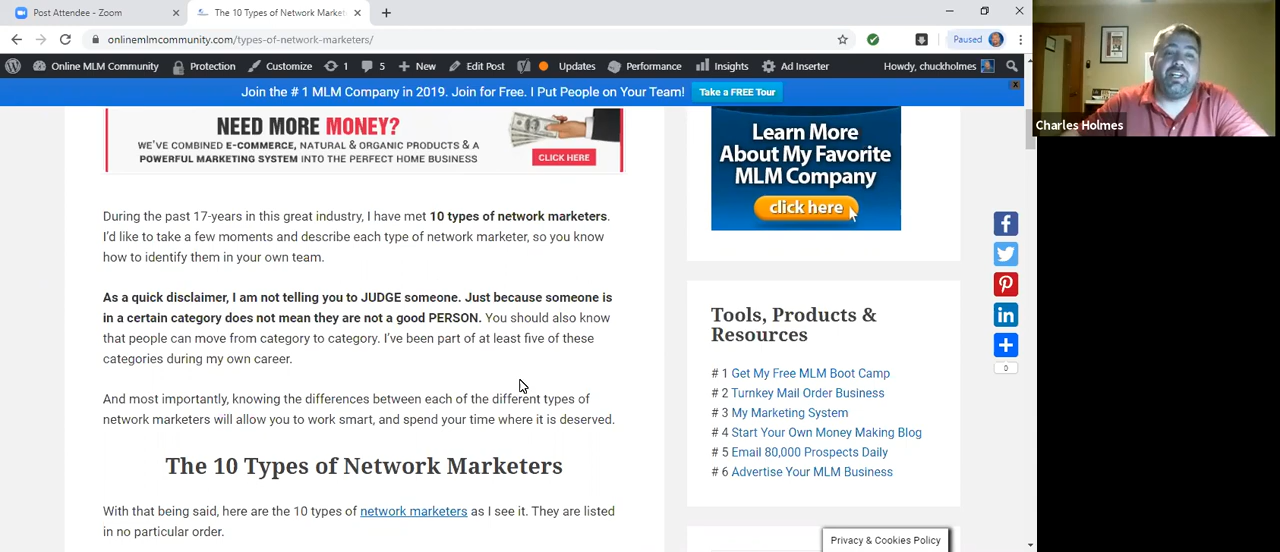 Post Attendee - Zoom
The 10 Types of Network Market
onlinemlmcommunity.com/types-of-network-marketers/
Paused
Online MLM Community
Protection
Customize
1
5
New
Edit Post
Updates
Performance
Insights
Ad Inserter
Howdy, chuckholmes
Join the # 1 MLM Company in 2019. Join for Free. I Put People on Your Team!
Take a FREE Tour
x
Charles Holmes
NEED MORE MONEY?
WE'VE COMBINED E-COMMERCE, NATURAL & ORGANIC PRODUCTS & A
POWERFUL MARKETING SYSTEM INTO THE PERFECT HOME BUSINESS
CLICK HERE
Learn More
About My Favorite
MLM Company
click here
During the past 17-years in this great industry, I have met 10 types of network marketers.
I'd like to take a few moments and describe each type of network marketer, so you know
how to identify them in your own team.
As a quick disclaimer, I am not telling you to JUDGE someone. Just because someone is
in a certain category does not mean they are not a good PERSON. You should also know
that people can move from category to category. I've been part of at least five of these
categories during my own career.
And most importantly, knowing the differences between each of the different types of
network marketers will allow you to work smart, and spend your time where it is deserved.
The 10 Types of Network Marketers
With that being said, here are the 10 types of network marketers as I see it. They are listed
in no particular order.
Tools, Products &
Resources
# 1 Get My Free MLM Boot Camp
# 2 Turnkey Mail Order Business
# 3 My Marketing System
# 4 Start Your Own Money Making Blog
# 5 Email 80,000 Prospects Daily
# 6 Advertise Your MLM Business
0
Privacy & Cookies Policy